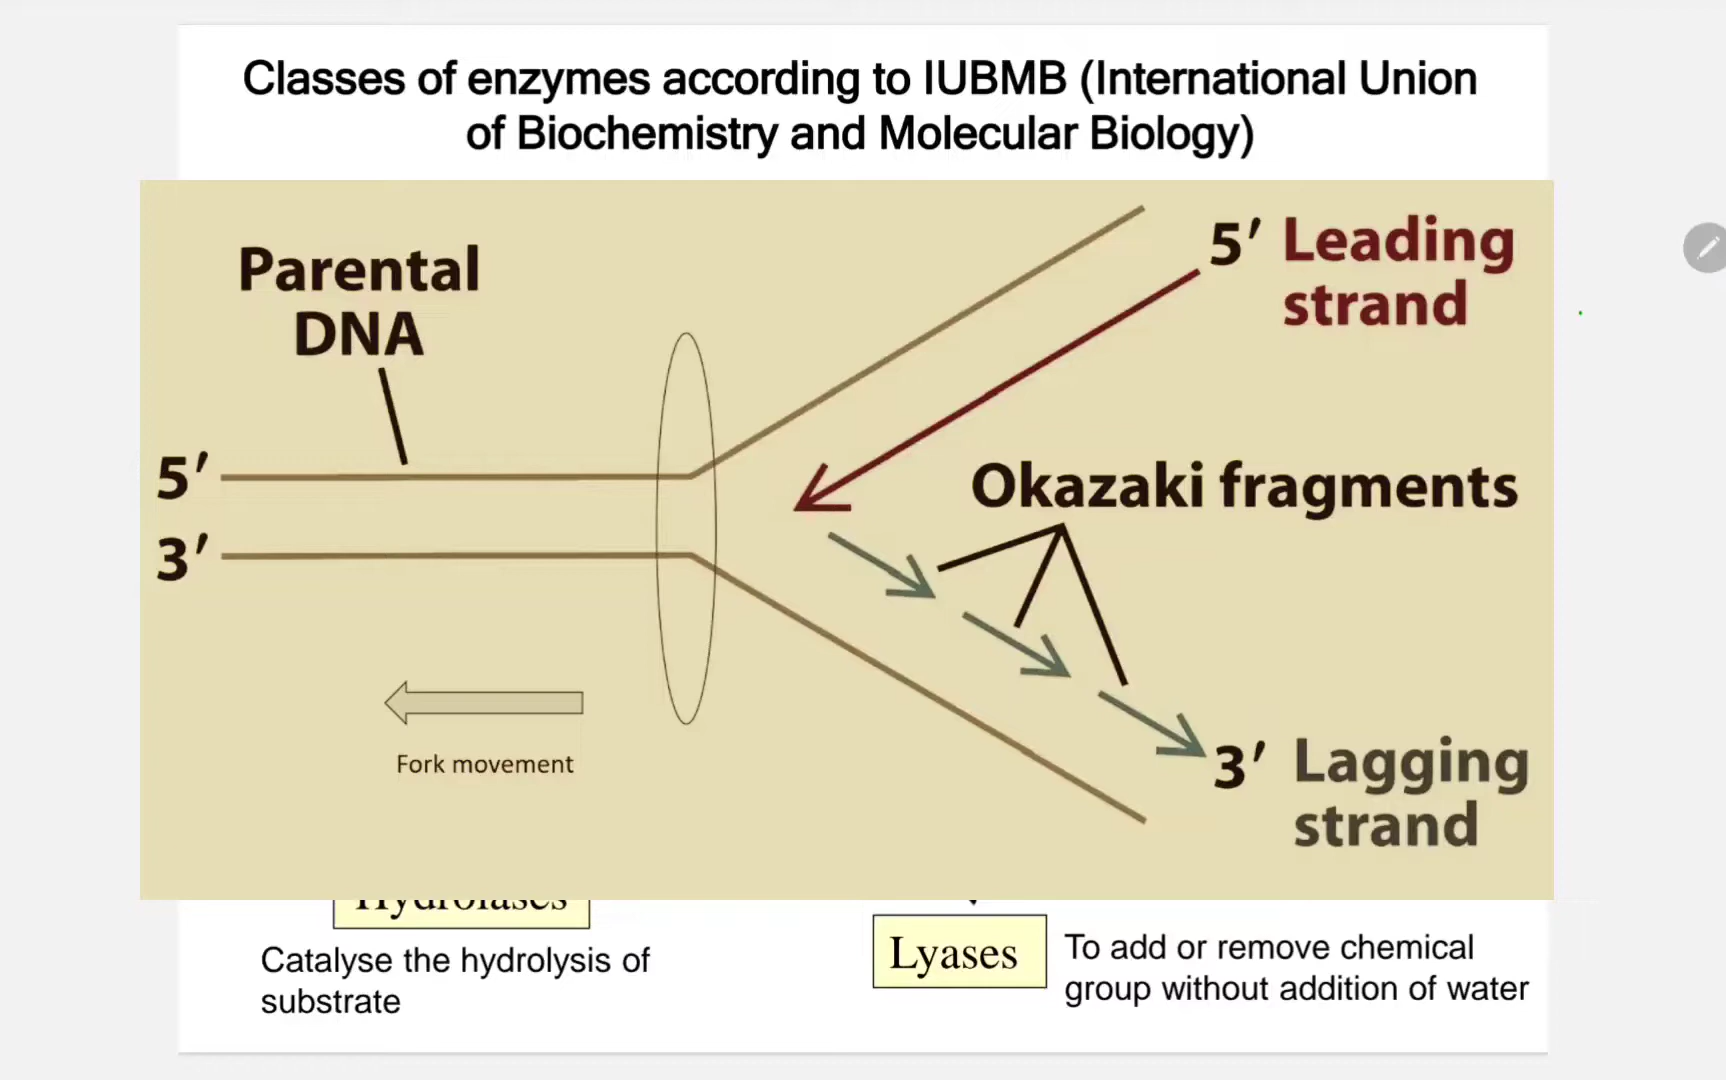 Classes of enzymes according to IUBMB (International Union
of Biochemistry and Molecular Biology)
Parental
DNA
5′ Leading
strand
5′
3′
Okazaki fragments
Fork movement
3′ Lagging
strand
Hydrolases
Catalyse the hydrolysis of
substrate
Lyases
To add or remove chemical
group without addition of water